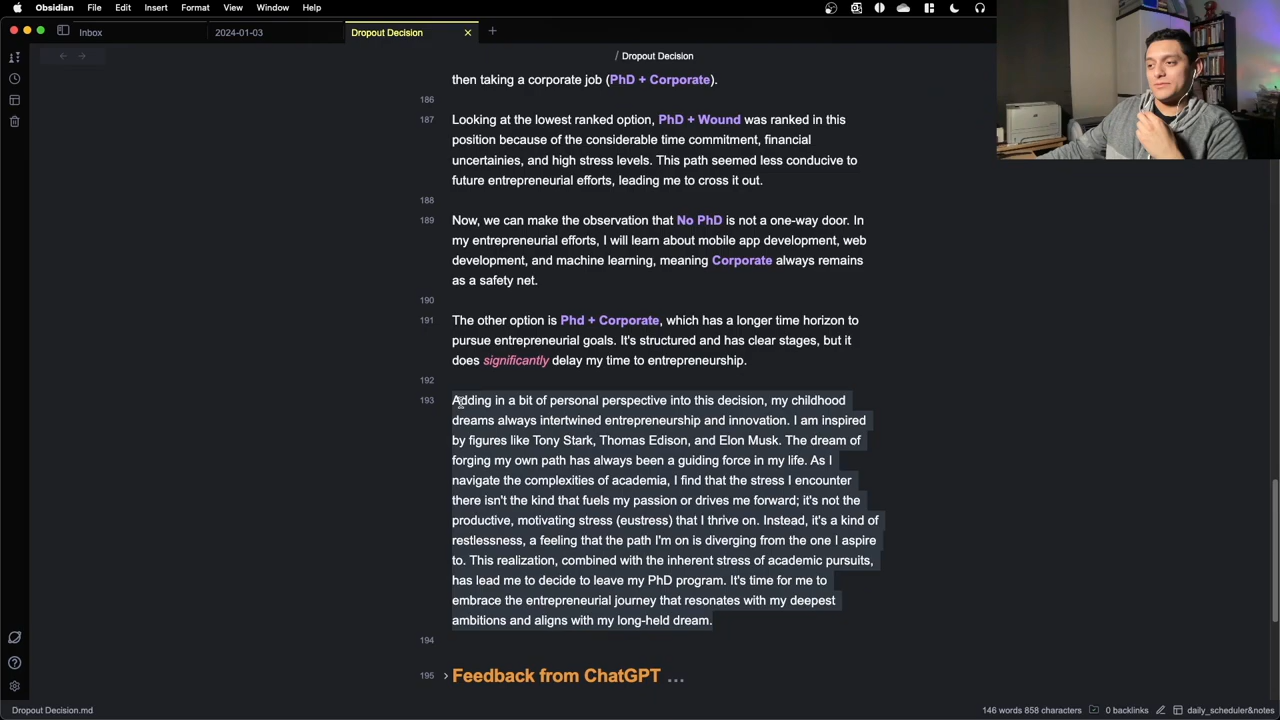 Obsidian File Edit Insert Format View Window Help
Inbox 2024-01-03 Dropout Decision
/ Dropout Decision
then taking a corporate job (PhD + Corporate).
186
187 Looking at the lowest ranked option, PhD + Wound was ranked in this
position because of the considerable time commitment, financial
uncertainies, and high stress levels. This path seemed less conducive to
future entrepreneurial efforts, leading me to cross it out.
188
189 Now, we can make the observation that No PhD is not a one-way door. In
my entrepreneurial efforts, I will learn about mobile app development, web
development, and machine learning, meaning Corporate always remains
as a safety net.
190
191 The other option is Phd + Corporate, which has a longer time horizon to
pursue entrepreneurial goals. It's structured and has clear stages, but it
does significantly delay my time to entrepreneurship.
192
193 Adding in a bit of personal perspective into this decision, my childhood
dreams always intertwined entrepreneurship and innovation. I am inspired
by figures like Tony Stark, Thomas Edison, and Elon Musk. The dream of
forging my own path has always been a guiding force in my life. As I
navigate the complexities of academia, I find that the stress I encounter
there isn't the kind that fuels my passion or drives me forward; it's not the
productive, motivating stress (eustress) that I thrive on. Instead, it's a kind of
restlessness, a feeling that the path I'm on is diverging from the one I aspire
to. This realization, combined with the inherent stress of academic pursuits,
has lead me to decide to leave my PhD program. It's time for me to
embrace the entrepreneurial journey that resonates with my deepest
ambitions and aligns with my long-held dream.
194
195 Feedback from ChatGPT ...
Dropout Decision.md 146 words 858 characters 0 backlinks daily_scheduler&notes